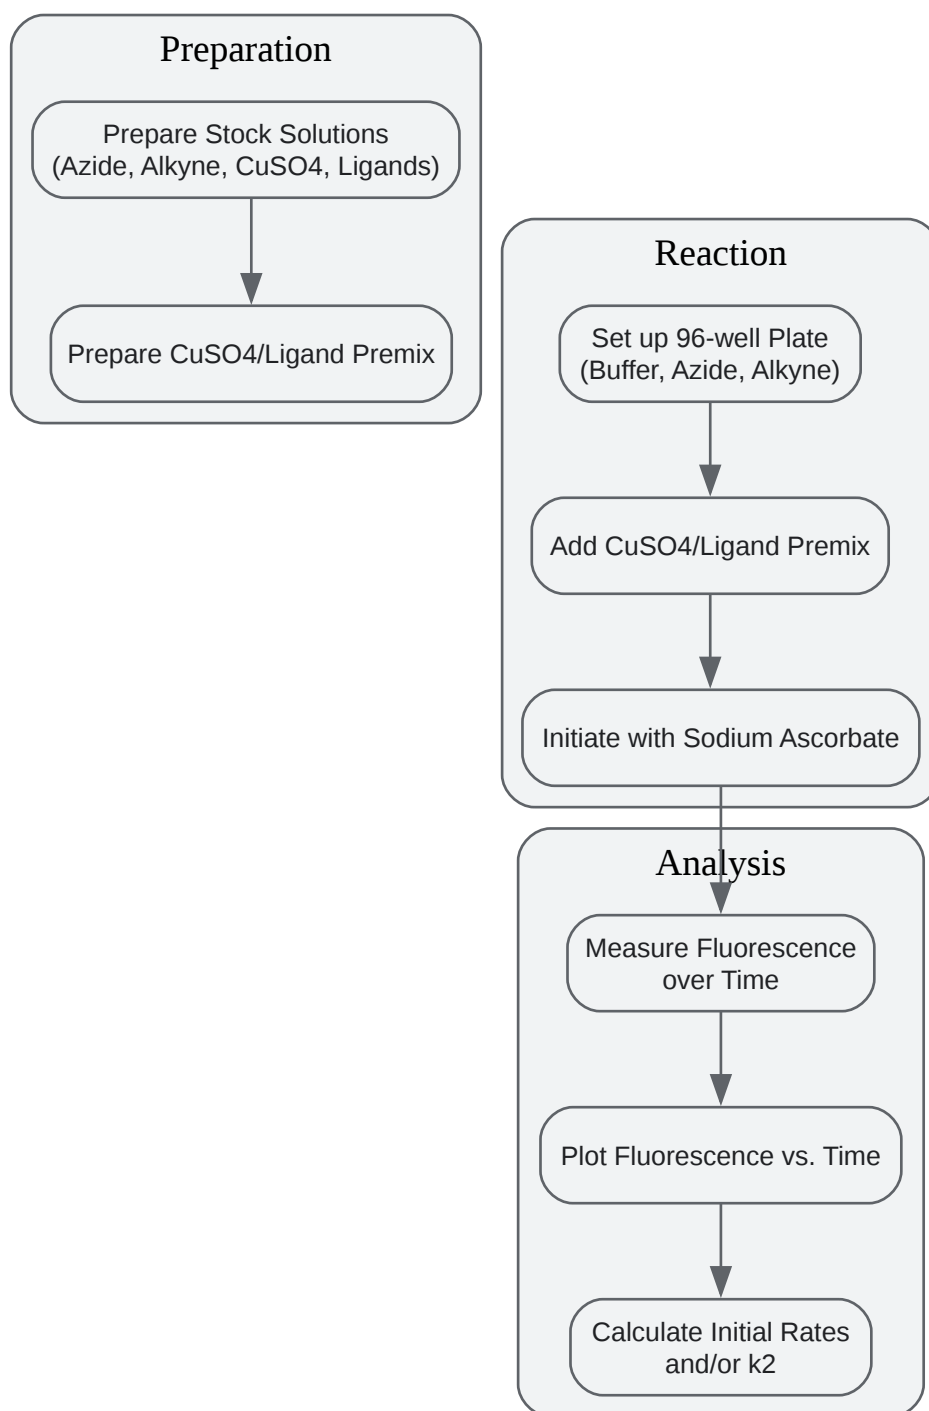 Preparation
Prepare Stock Solutions
(Azide, Alkyne, CuSO4, Ligands)
Prepare CuSO4/Ligand Premix
Reaction
Set up 96-well Plate
(Buffer, Azide, Alkyne)
Add CuSO4/Ligand Premix
Initiate with Sodium Ascorbate
Analysis
Measure Fluorescence
over Time
Plot Fluorescence vs. Time
Calculate Initial Rates
and/or k2